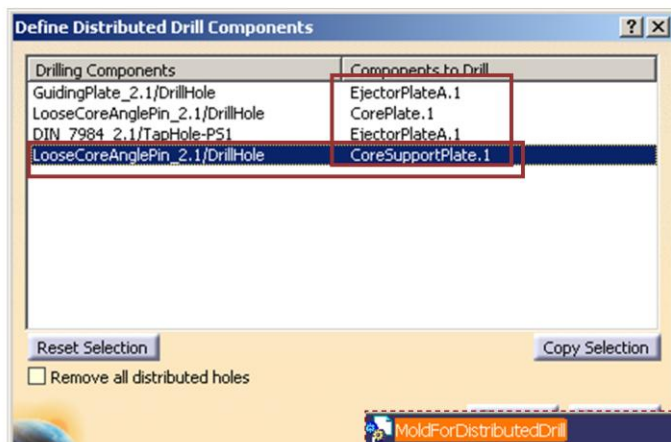 Define Distributed Drill Components
? X
Drilling Components Components to Drill
GuidingPlate_2.1/DrillHole EjectorPlateA.1
LooseCoreAnglePin_2.1/DrillHole CorePlate.1
DIN_7984_2.1/TapHole-PS1 EjectorPlateA.1
LooseCoreAnglePin_2.1/DrillHole CoreSupportPlate.1
Reset Selection Copy Selection
Remove all distributed holes
MoldForDistributedDrill